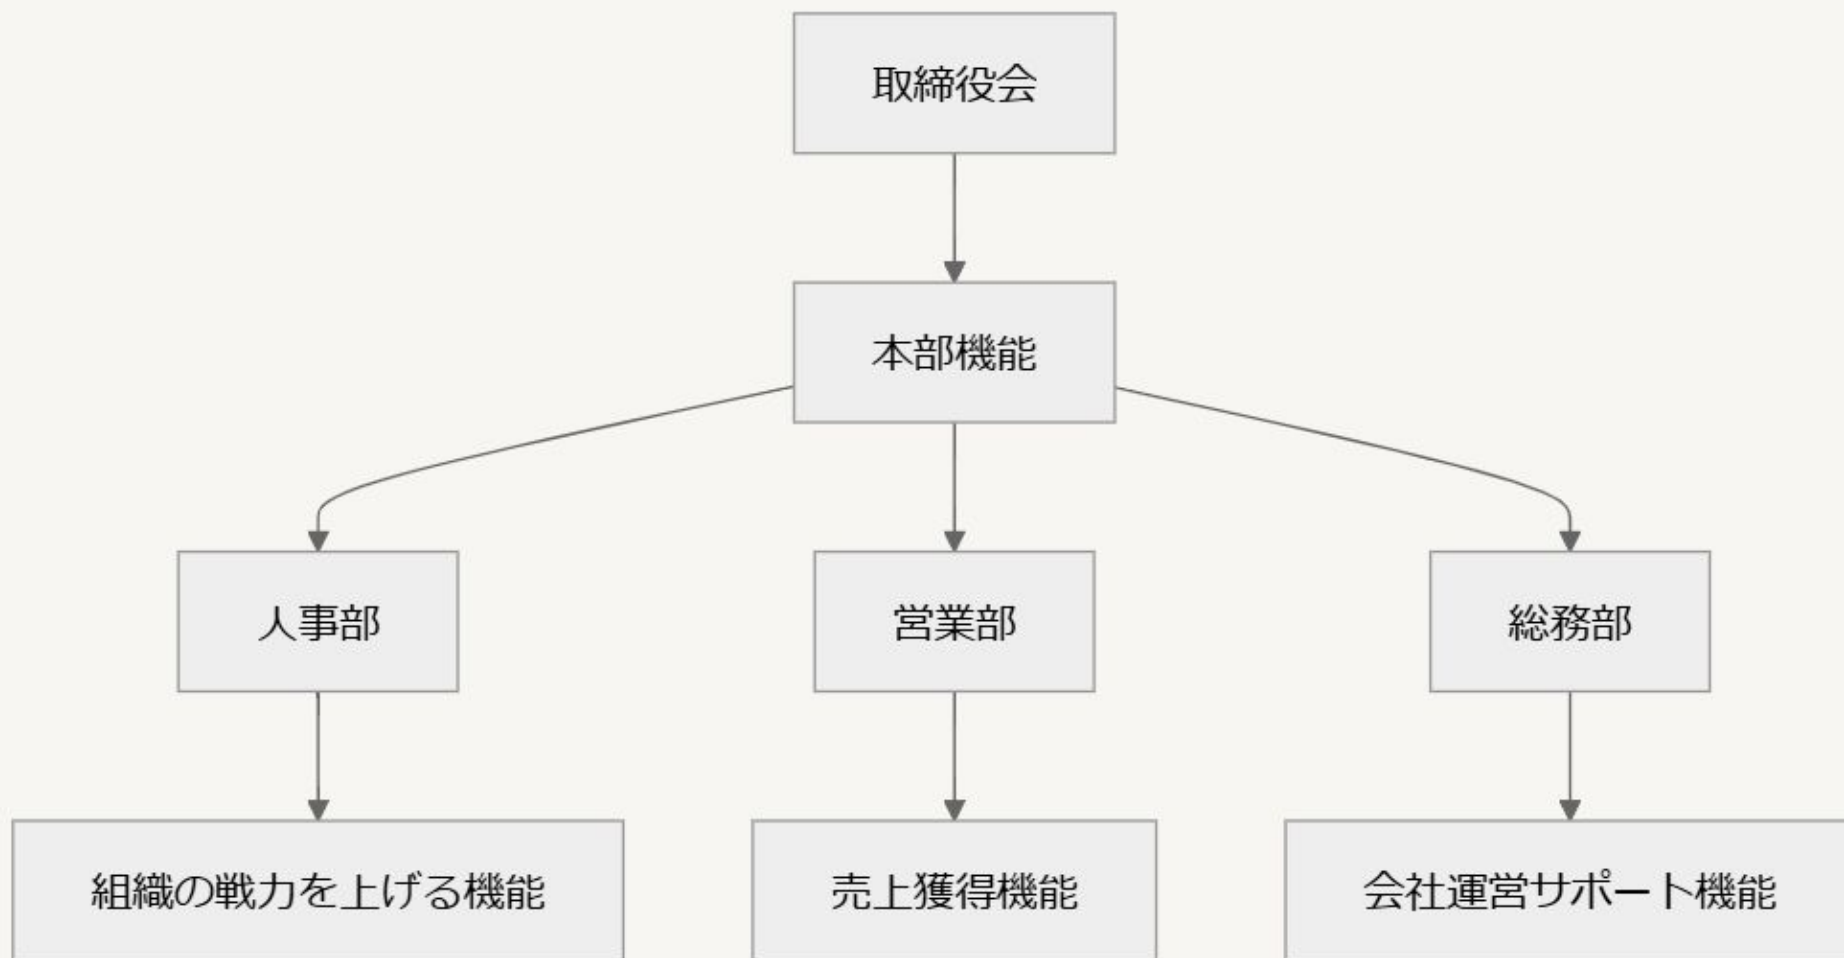 取締役会
本部機能
人事部
営業部
総務部
組織の戦力を上げる機能
売上獲得機能
会社運営サポート機能